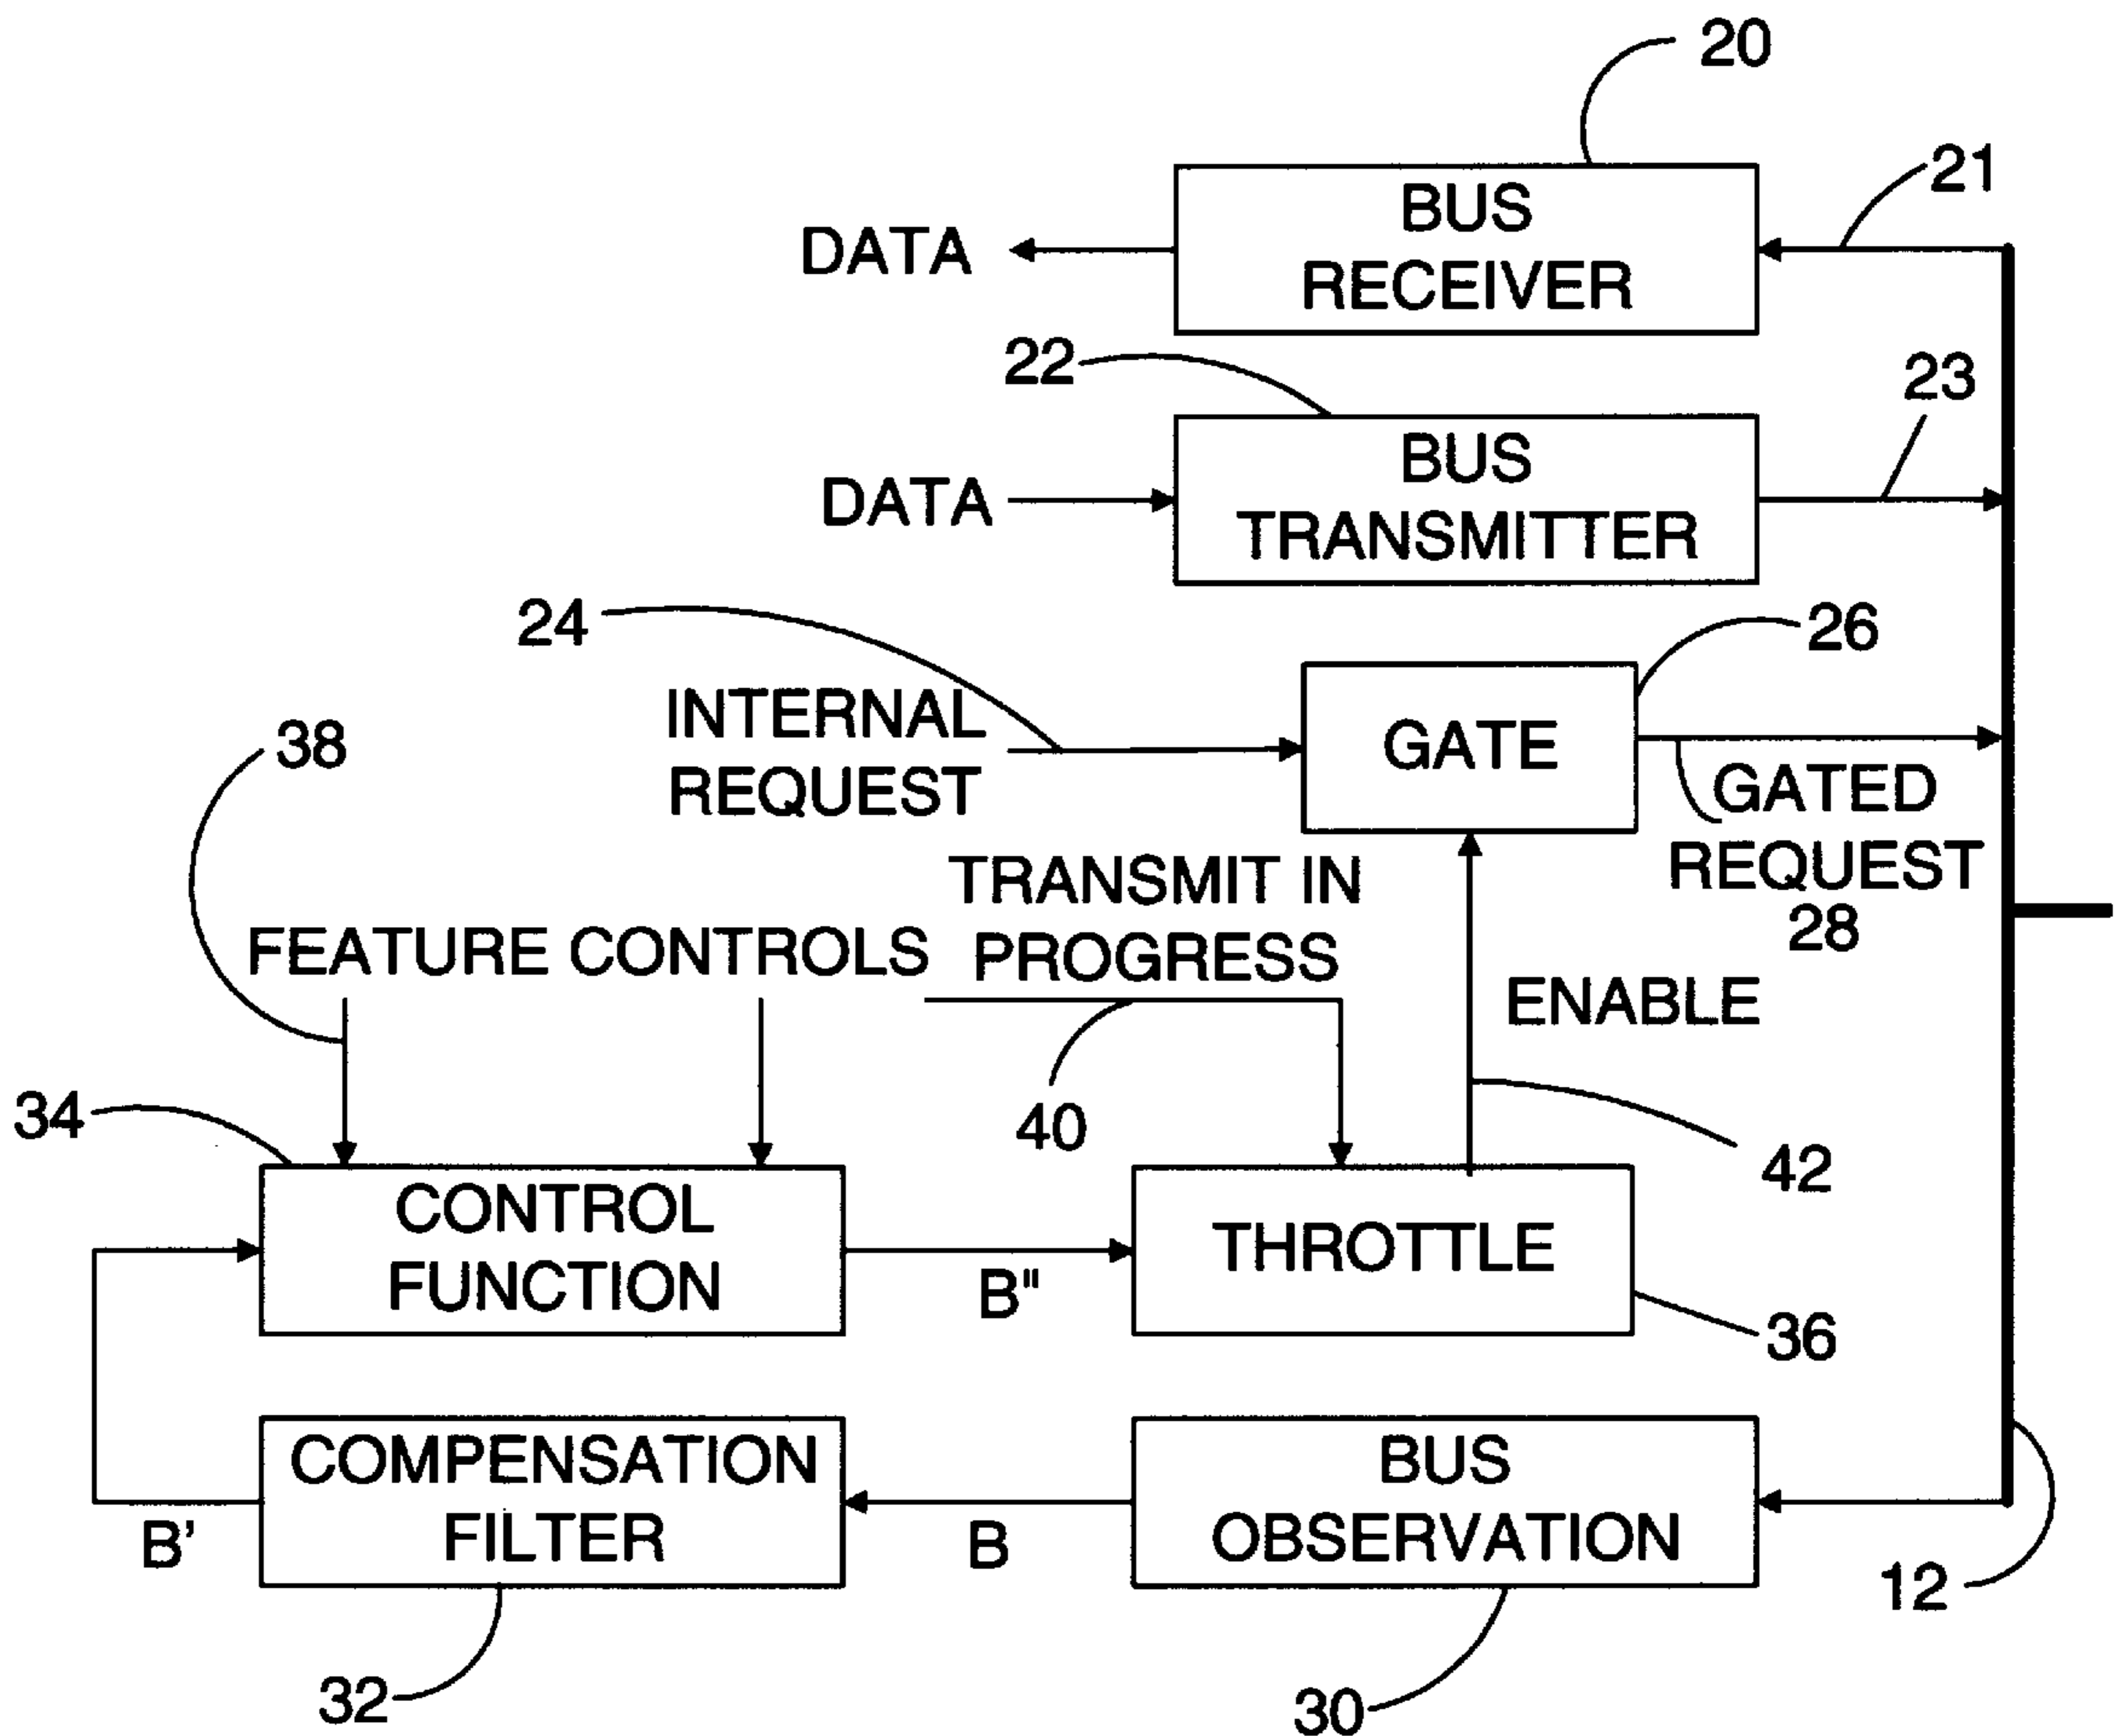 20
BUS
RECEIVER
21
DATA
22
23
BUS
TRANSMITTER
DATA
24
26
INTERNAL
REQUEST
GATE
38
GATED
REQUEST
28
TRANSMIT IN
PROGRESS
FEATURE CONTROLS
ENABLE
34
40
42
CONTROL
FUNCTION
B"
THROTTLE
36
COMPENSATION
FILTER
B'
B
BUS
OBSERVATION
12
32
30